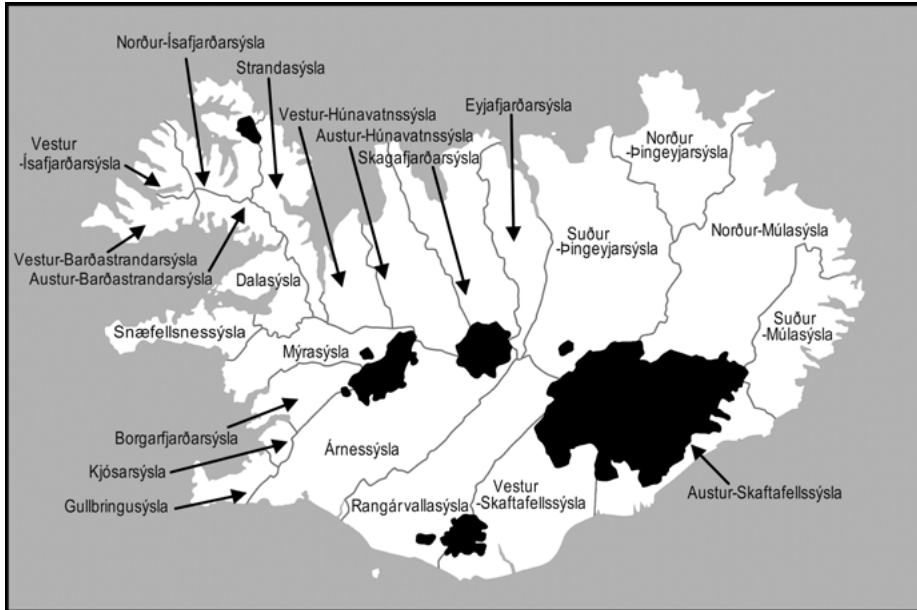 Norður-Ísafjarðarsýsla
Strandasýsla
Vestur-Húnavatnssýsla
Austur-Húnavatnssýsla
Skagafjarðarsýsla
Eyjafjarðarsýsla
Norður
-Þingeyjarsýsla
Vestur
-Ísafjarðarsýsla
Suður
-Þingeyjarsýsla
Norður-Múlasýsla
Vestur-Barðastrandarsýsla
Austur-Barðastrandarsýsla
Dalasýsla
Suður
-Múlasýsla
Snæfellsnessýsla
Mýrasýsla
Borgarfjarðarsýsla
Kjósarsýsla
Gullbringusýsla
Árnessýsla
Rangárvallasýsla
Vestur
-Skaftafellssýsla
Austur-Skaftafellssýsla